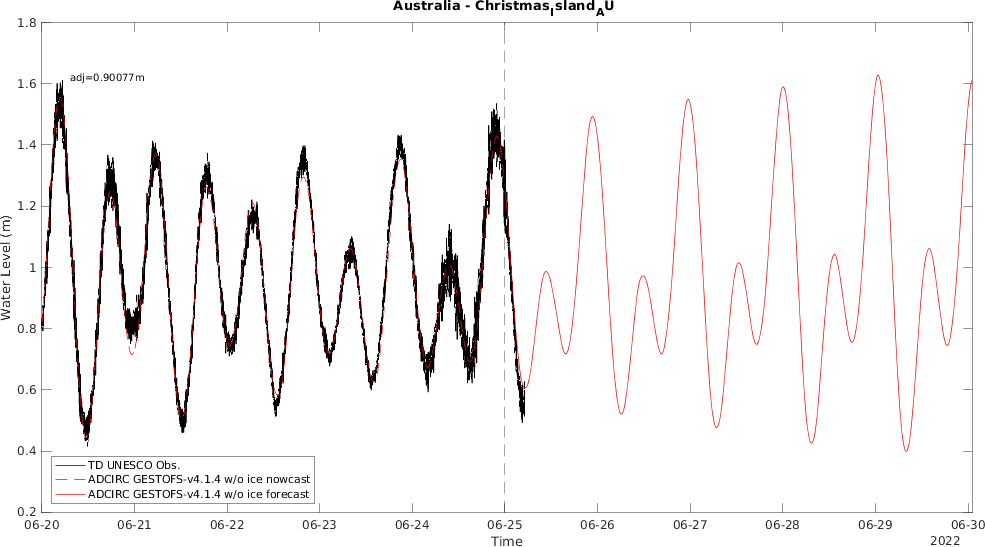 Australia - ChristmasIslandAU
1.8
1.6
1.4
1.2
1
0.8
0.6
0.4
0.2
Water Level (m)
adj=0.90077m
TD UNESCO Obs.
ADCIRC GESTOFS-v4.1.4 w/o ice nowcast
ADCIRC GESTOFS-v4.1.4 w/o ice forecast
06-20 06-21 06-22 06-23 06-24 06-25 06-26 06-27 06-28 06-29 06-30
Time
2022